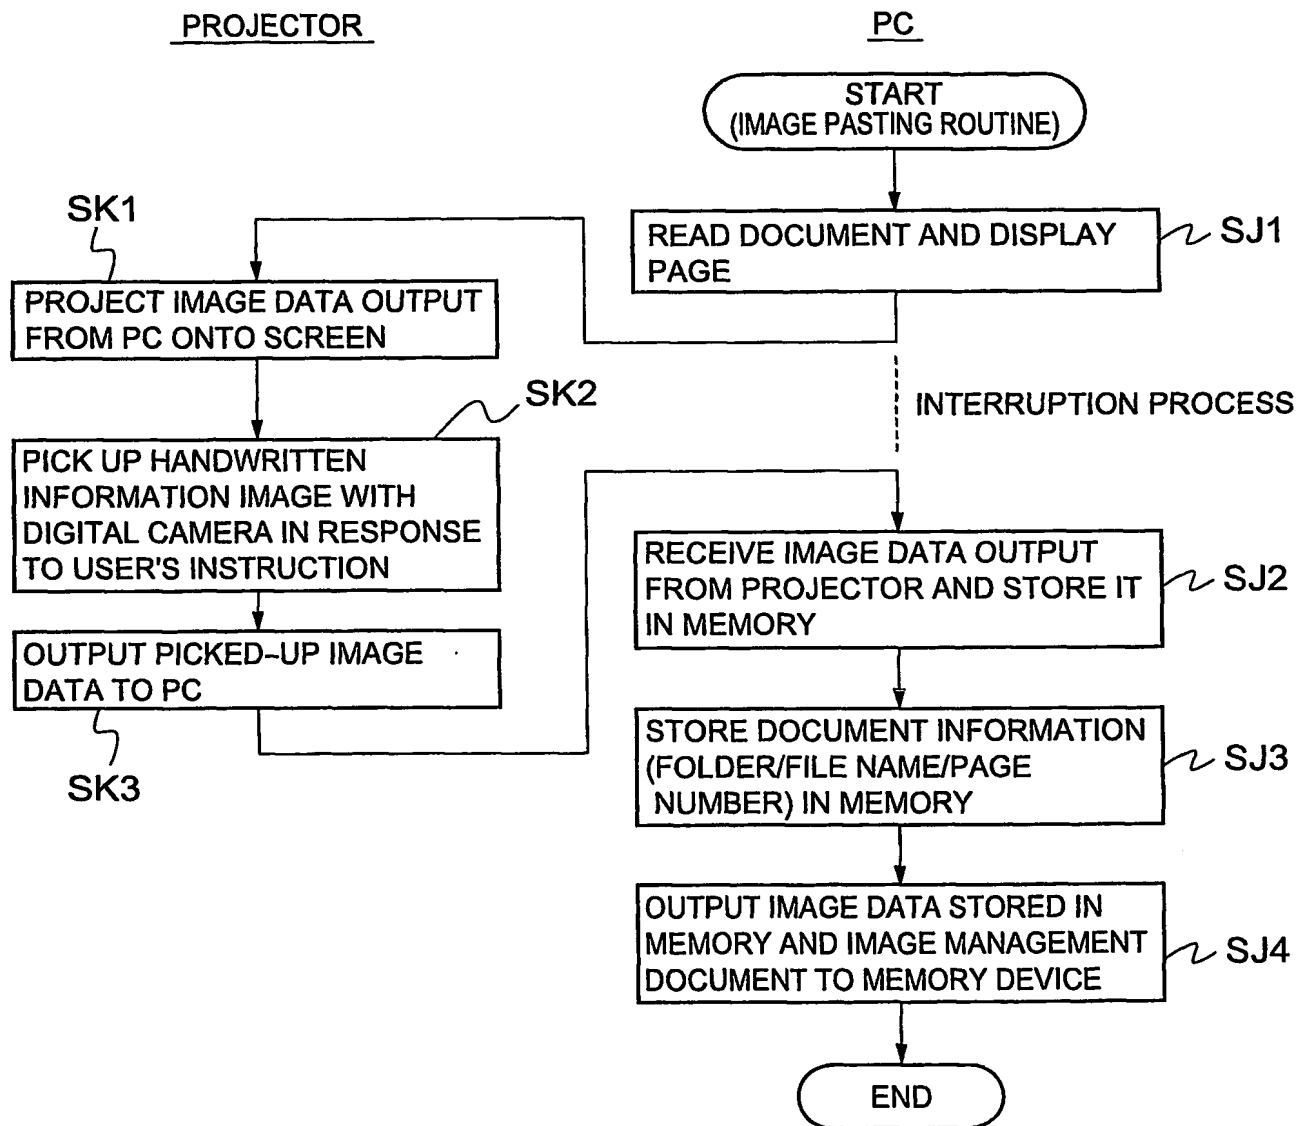 PROJECTOR
PC
START
(IMAGE PASTING ROUTINE)
READ DOCUMENT AND DISPLAY
PAGE
SJ1
SK1
PROJECT IMAGE DATA OUTPUT
FROM PC ONTO SCREEN
INTERRUPTION PROCESS
SK2
PICK UP HANDWRITTEN
INFORMATION IMAGE WITH
DIGITAL CAMERA IN RESPONSE
TO USER'S INSTRUCTION
OUTPUT PICKED-UP IMAGE
DATA TO PC
SK3
RECEIVE IMAGE DATA OUTPUT
FROM PROJECTOR AND STORE IT
IN MEMORY
SJ2
STORE DOCUMENT INFORMATION
(FOLDER/FILE NAME/PAGE
NUMBER) IN MEMORY
SJ3
OUTPUT IMAGE DATA STORED IN
MEMORY AND IMAGE MANAGEMENT
DOCUMENT TO MEMORY DEVICE
SJ4
END